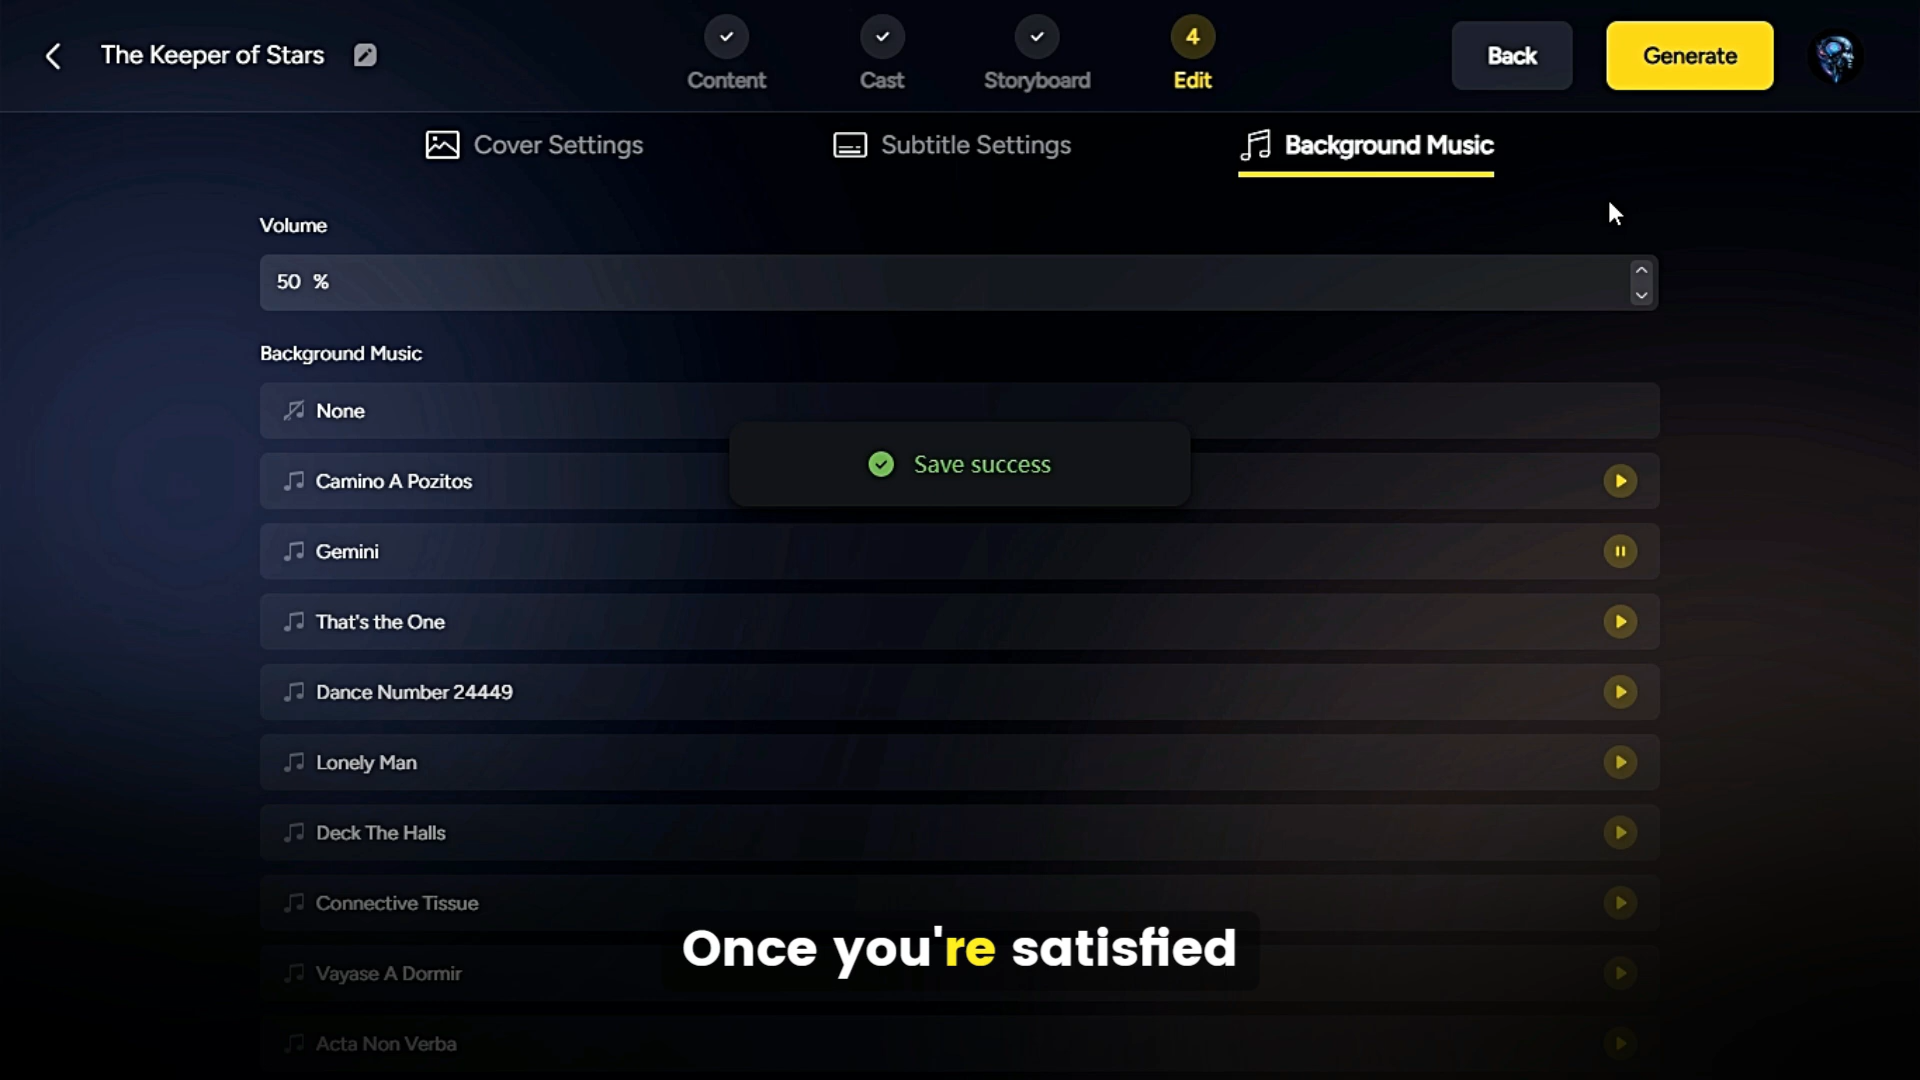 The Keeper of Stars
Content
Cast
Storyboard
4
Edit
Back
Generate
Cover Settings
Subtitle Settings
Background Music
Volume
50 %
Background Music
None
Save success
Camino A Pozitos
Gemini
That's the One
Dance Number 24449
Lonely Man
Deck The Halls
Connective Tissue
Once you're satisfied
Vayase A Dormir
Acta Non Verba